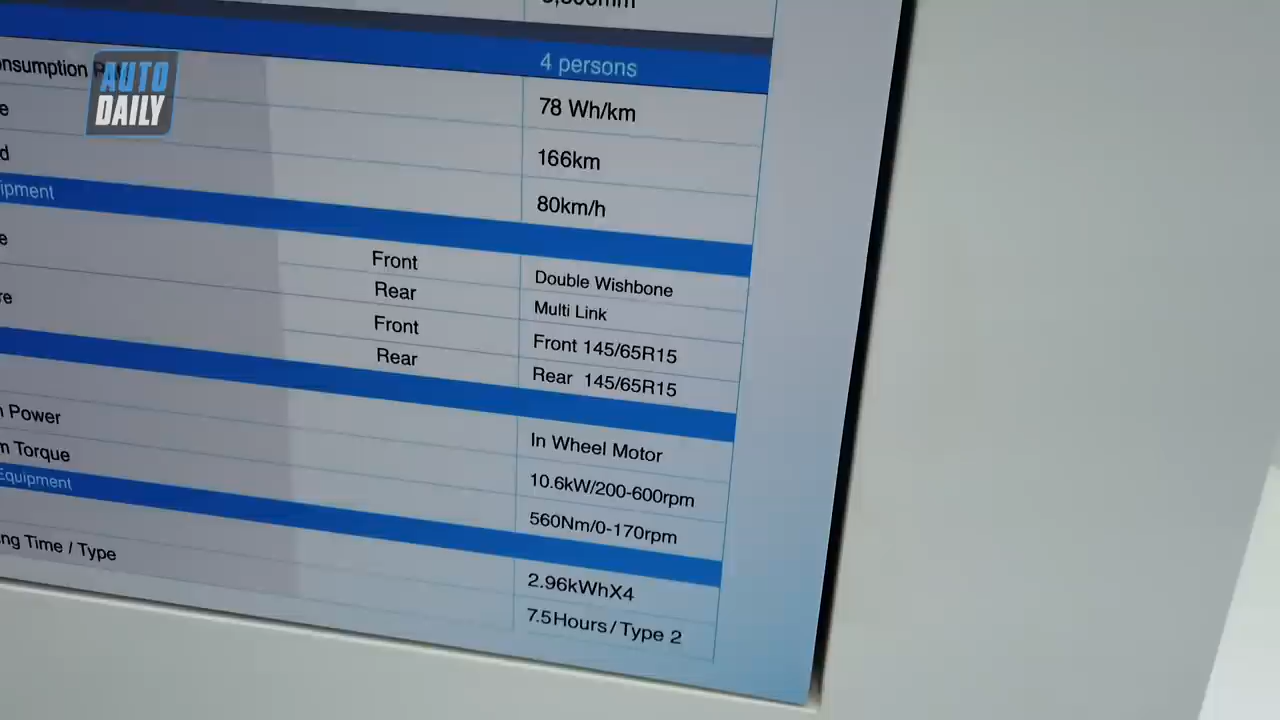 4 persons
onsumption
AUTO
DAILY
78 Wh/km
166km
80km/h
ipment
Front
Double Wishbone
Rear
Multi Link
Front
Front 145/65R15
Rear
Rear 145/65R15
In Wheel Motor
Power
10.6kW/200-600rpm
m Torque
560Nm/0-170rpm
Equipment
2.96kWhX4
ng Time / Type
7.5Hours / Type 2